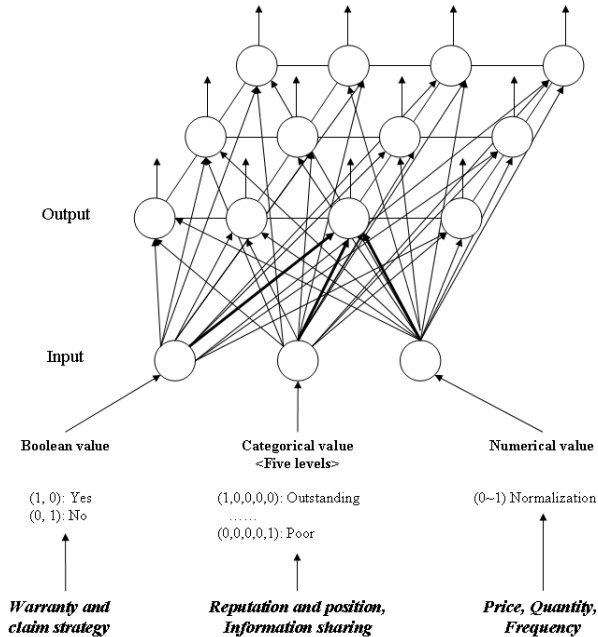 Output
Input
Boolean value
Categorical value
<Five levels>
Numerical value
(1, 0): Yes
(0, 1): No
(1,0,0,0,0): Outstanding
……
(0,0,0,0,1): Poor
(0~1) Normalization
Warranty and
claim strategy
Reputation and position,
Information sharing
Price, Quantity,
Frequency